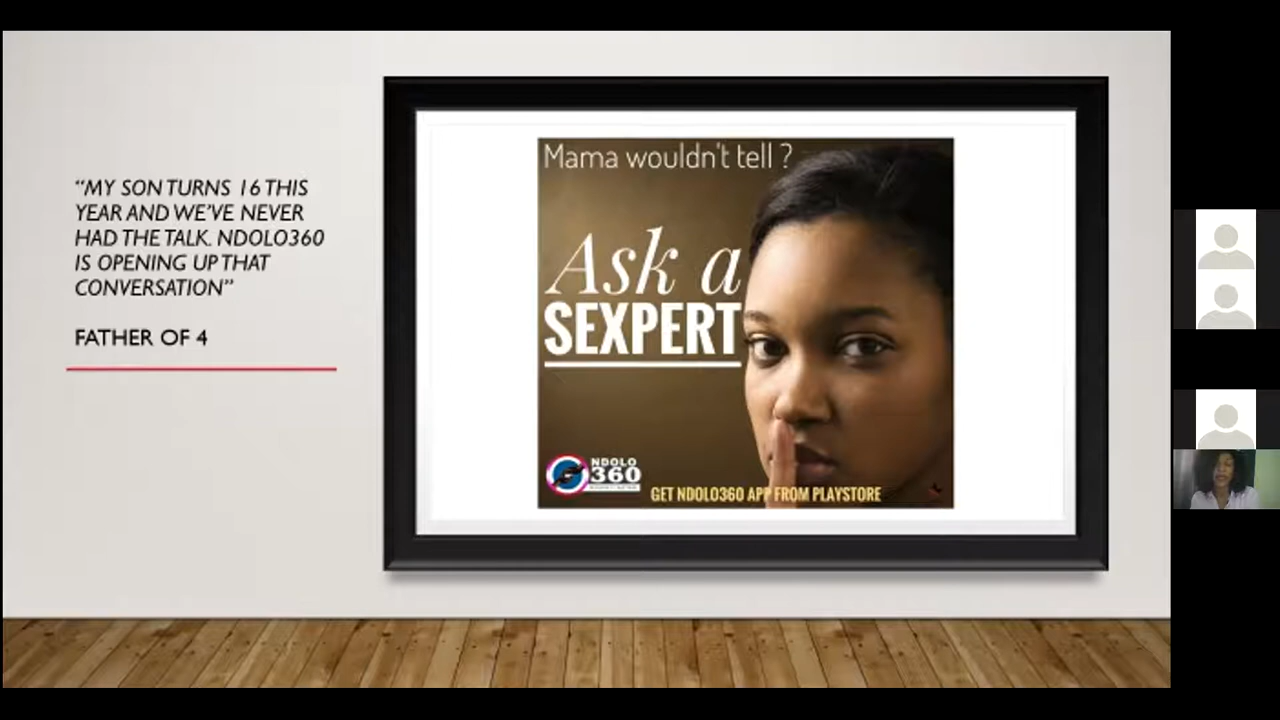 “MY SON TURNS 16 THIS
YEAR AND WE’VE NEVER
HAD THE TALK. NDOLO360
IS OPENING UP THAT
CONVERSATION”
FATHER OF 4
Mama wouldn't tell ?
Ask a
SEXPERT
NDOLO
360
GET NDOLO360 APP FROM PLAYSTORE